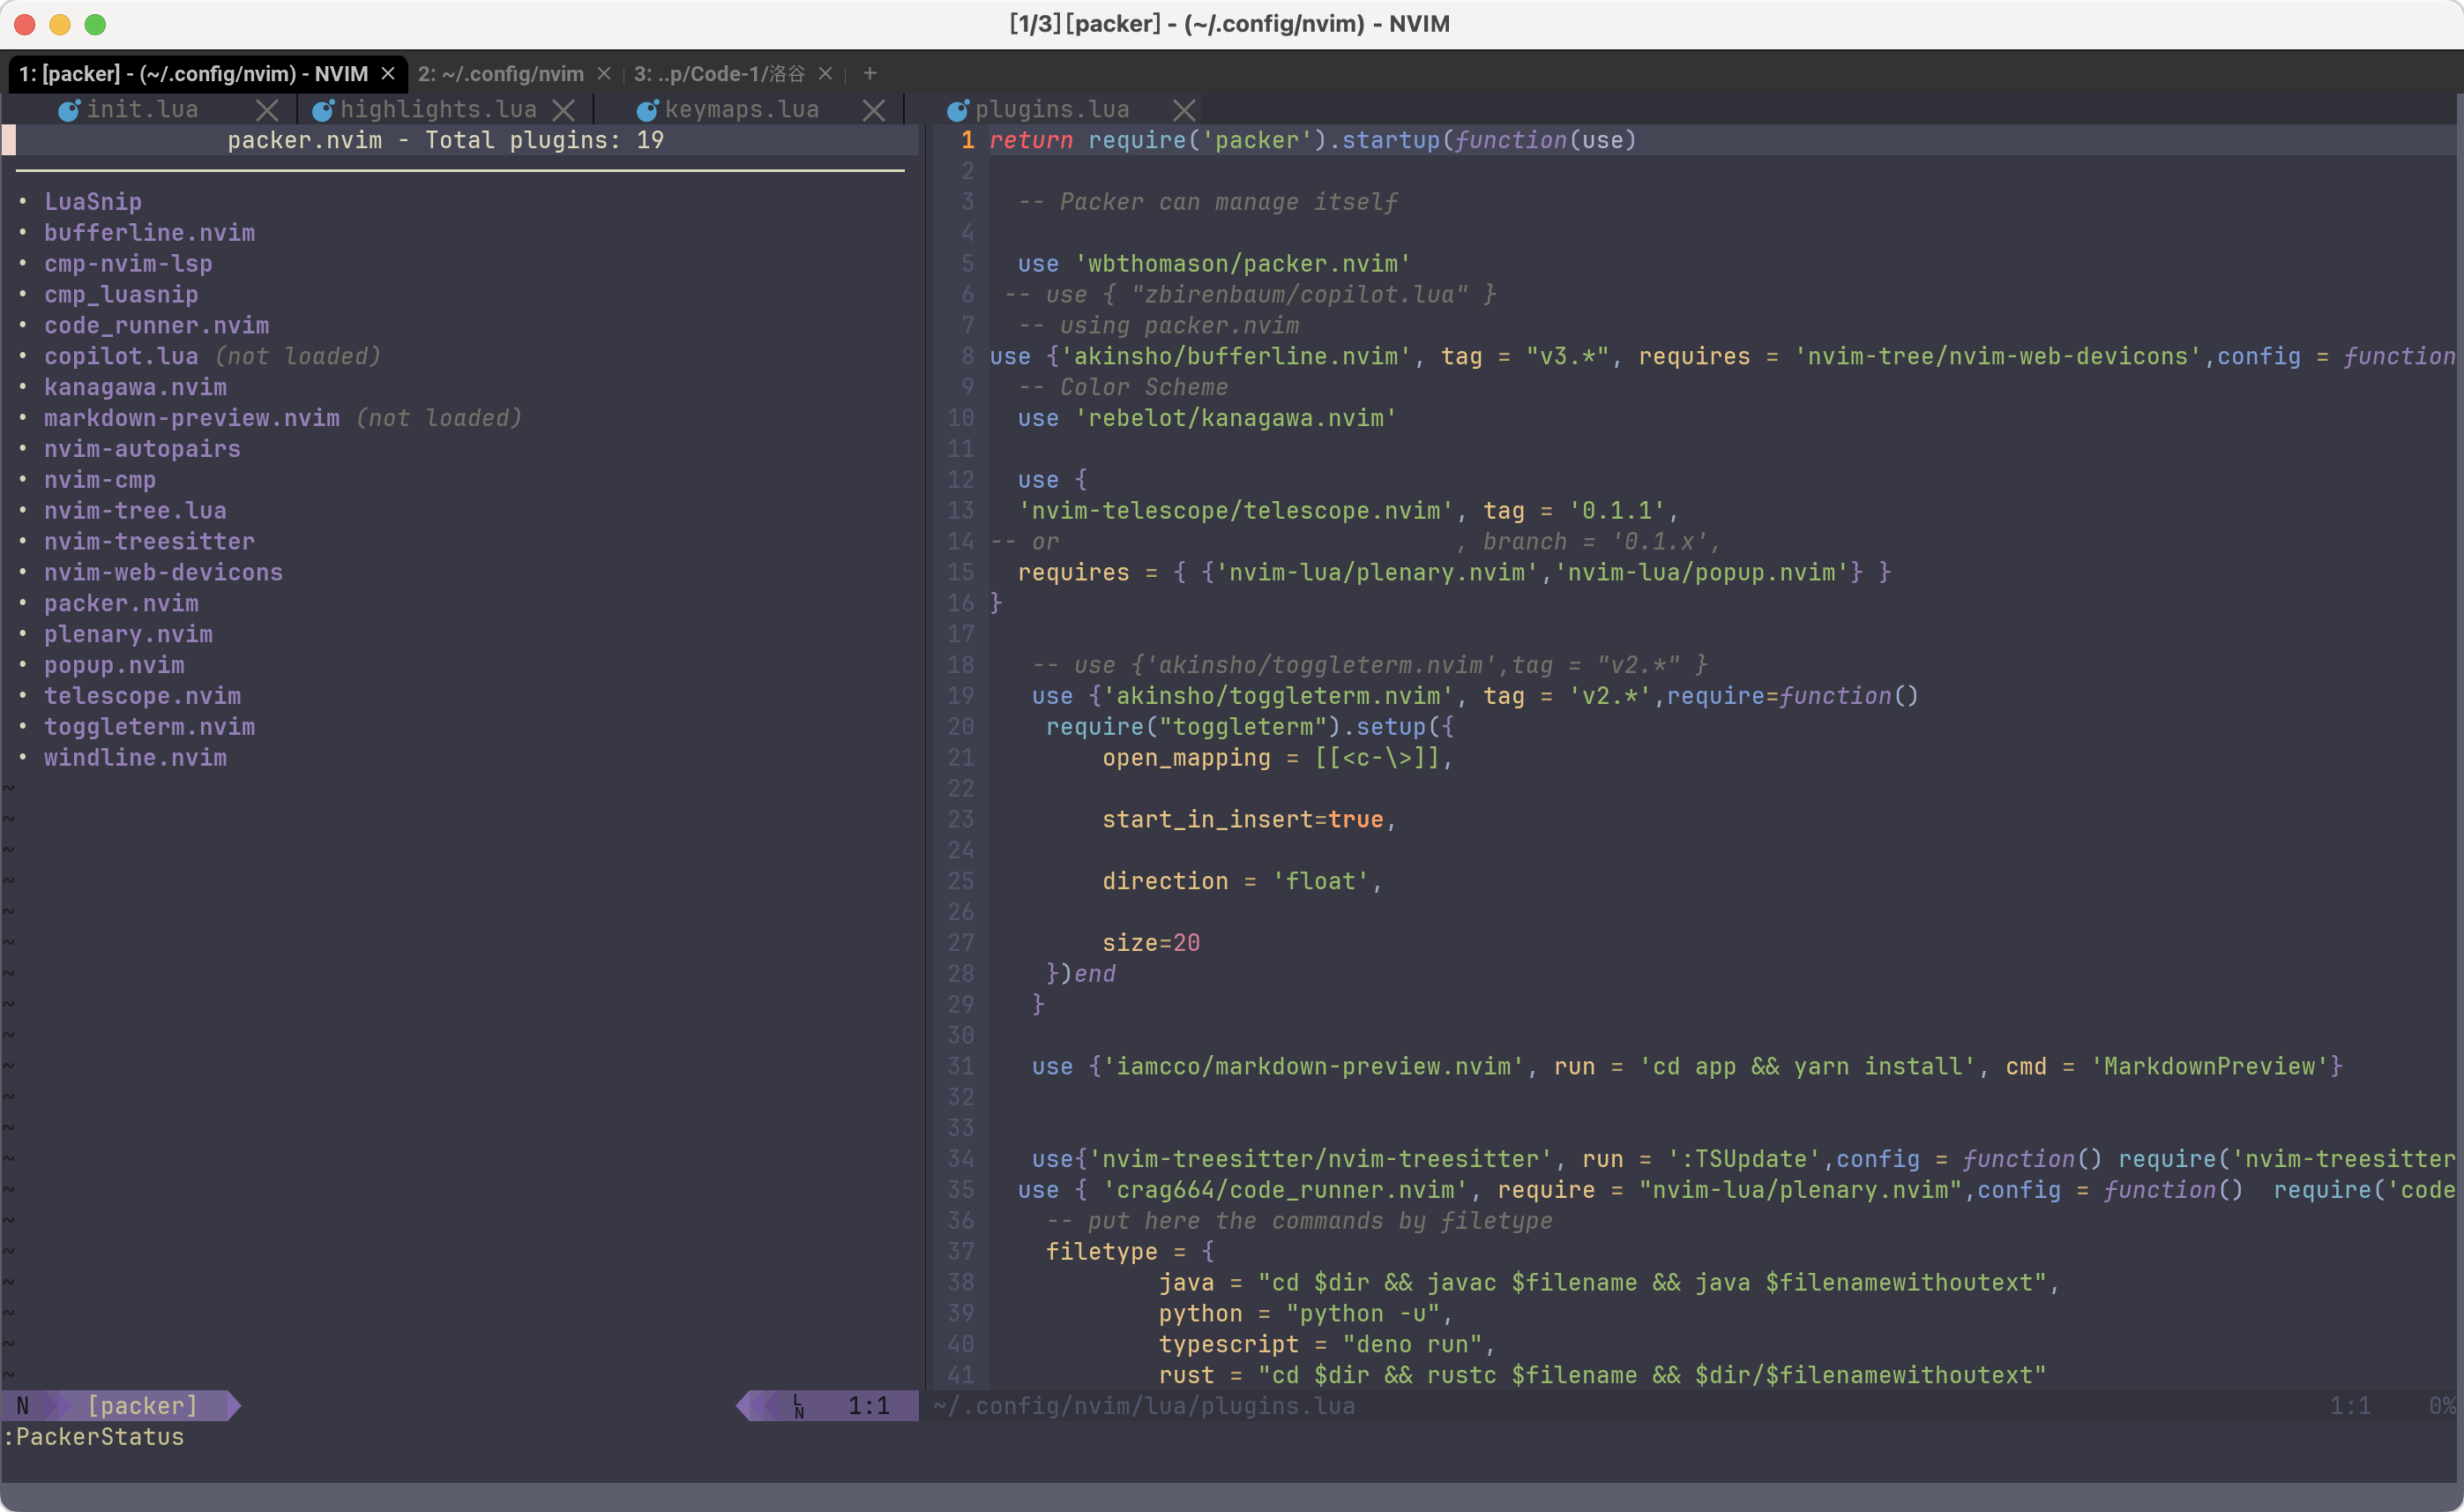 [1/3][packer] - (~/.config/nvim) - NVIM
1: [packer] - (~/.config/nvim) - NVIM × 2: ~/.config/nvim × 3: ..p/Code-1/洛谷 × +
init.lua highlights.lua keymaps.lua plugins.lua
packer.nvim - Total plugins: 19
• LuaSnip
• bufferline.nvim
• cmp-nvim-lsp
• cmp_luasnip
• code_runner.nvim
• copilot.lua (not loaded)
• kanagawa.nvim
• markdown-preview.nvim (not loaded)
• nvim-autopairs
• nvim-cmp
• nvim-tree.lua
• nvim-treesitter
• nvim-web-devicons
• packer.nvim
• plenary.nvim
• popup.nvim
• telescope.nvim
• toggleterm.nvim
• windline.nvim
N [packer] LN 1:1
:PackerStatus
1 return require('packer').startup(function(use)
2
3   -- Packer can manage itself
4
5   use 'wbthomason/packer.nvim'
6  -- use { "zbirenbaum/copilot.lua" }
7   -- using packer.nvim
8 use {'akinsho/bufferline.nvim', tag = "v3.*", requires = 'nvim-tree/nvim-web-devicons',config = function
9   -- Color Scheme
10   use 'rebelot/kanagawa.nvim'
11
12   use {
13   'nvim-telescope/telescope.nvim', tag = '0.1.1',
14 -- or                            , branch = '0.1.x',
15   requires = { {'nvim-lua/plenary.nvim','nvim-lua/popup.nvim'} }
16 }
17
18    -- use {'akinsho/toggleterm.nvim',tag = "v2.*" }
19    use {'akinsho/toggleterm.nvim', tag = 'v2.*',require=function()
20     require("toggleterm").setup({
21         open_mapping = [[<c-\>]],
22
23         start_in_insert=true,
24
25         direction = 'float',
26
27         size=20
28     })end
29    }
30
31    use {'iamcco/markdown-preview.nvim', run = 'cd app && yarn install', cmd = 'MarkdownPreview'}
32
33
34    use{'nvim-treesitter/nvim-treesitter', run = ':TSUpdate',config = function() require('nvim-treesitter
35   use { 'crag664/code_runner.nvim', require = "nvim-lua/plenary.nvim",config = function()  require('code
36     -- put here the commands by filetype
37     filetype = {
38             java = "cd $dir && javac $filename && java $filenamewithoutext",
39             python = "python -u",
40             typescript = "deno run",
41             rust = "cd $dir && rustc $filename && $dir/$filenamewithoutext"
~/.config/nvim/lua/plugins.lua 1:1 0%